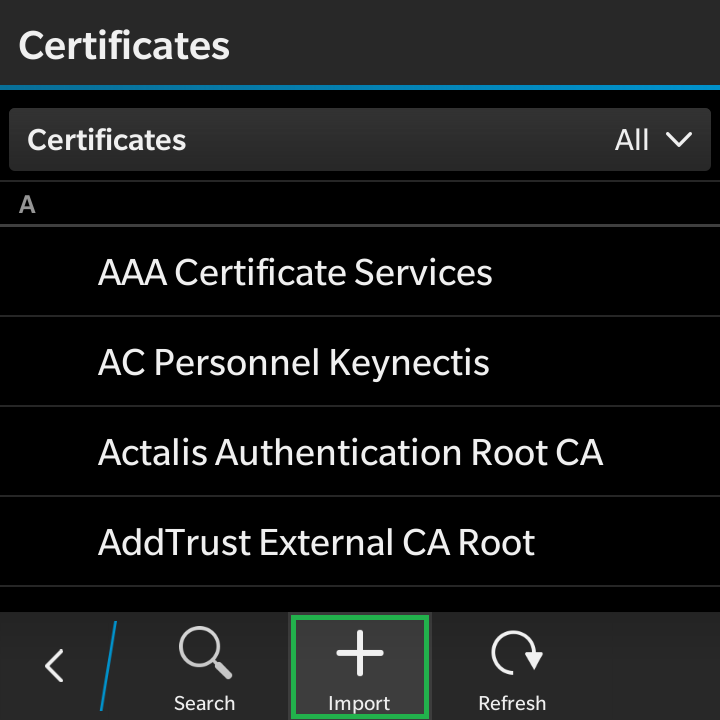 Certificates
Certificates All
A
AAA Certificate Services
AC Personnel Keynectis
Actalis Authentication Root CA
AddTrust External CA Root
Search Import Refresh